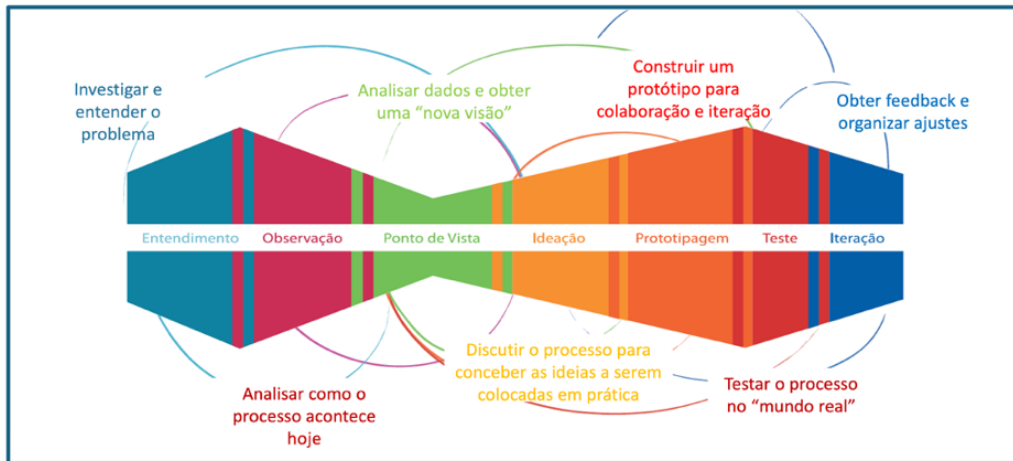 Investigar e
entender o
problema
Analisar dados e obter
uma “nova visão”
Construir um
protótipo para
colaboração e iteração
Obter feedback e
organizar ajustes
Entendimento
Observação
Ponto de Vista
Ideação
Prototipagem
Teste
Iteração
Analisar como o
processo acontece
hoje
Discutir o processo para
conceber as ideias a serem
colocadas em prática
Testar o processo
no “mundo real”